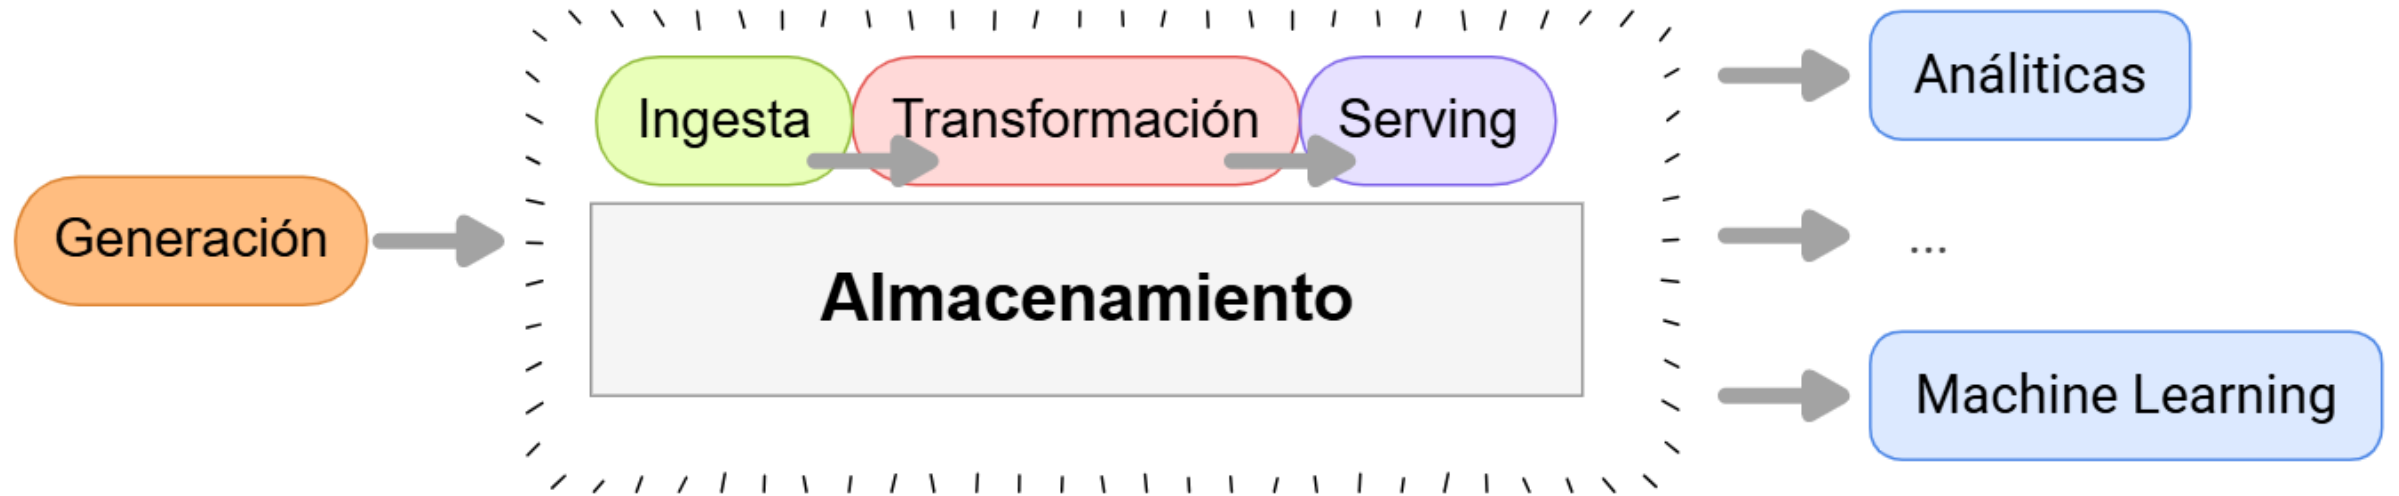 Generación
Ingesta
Transformación
Serving
Almacenamiento
Análiticas
...
Machine Learning